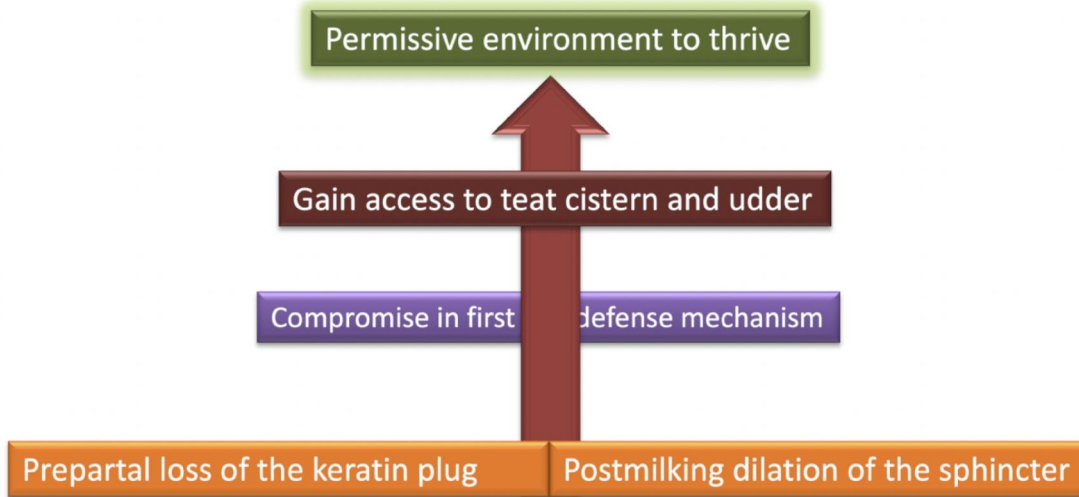 Permissive environment to thrive
Gain access to teat cistern and udder
Compromise in first defense mechanism
Prepartal loss of the keratin plug
Postmilking dilation of the sphincter